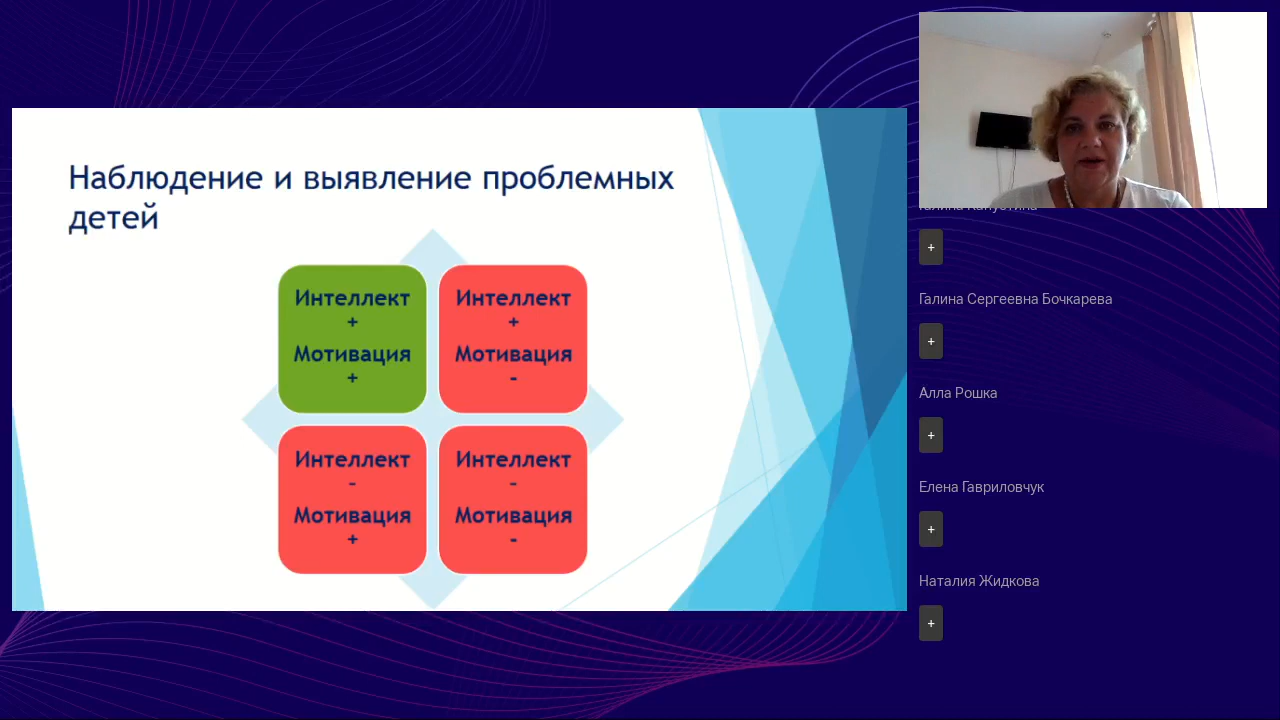 Наблюдение и выявление проблемных
детей
Интеллект
+
Мотивация
+
Интеллект
+
Мотивация
-
Интеллект
-
Мотивация
+
Интеллект
-
Мотивация
-
+
Галина Сергеевна Бочкарева
+
Алла Рошка
+
Елена Гавриловчук
+
Наталия Жидкова
+